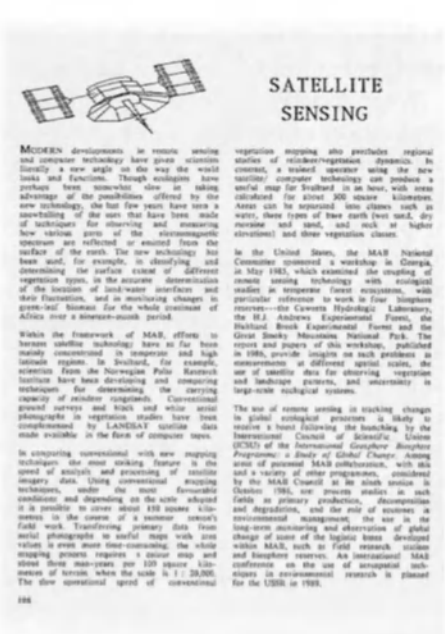 SATELLITE
SENSING
MODERN developments in remote sensing
and computer technology have given scientists
literally a new angle on the way the world
looks and functions. Though ecologists have
perhaps been somewhat slow in taking
advantage of the possibilities offered by the
new technology, the last few years have seen a
snowballing of the uses that have been made
of techniques for observing and measuring
how various parts of the electromagnetic
spectrum are reflected or emitted from the
surface of the earth. The new technology has
been used, for example, in classifying and
determining the surface extent of different
vegetation types, in the accurate determination
of the location of land/water interfaces and
their fluctuation, and in monitoring changes in
green-leaf biomass for the whole continent of
Africa over a nineteen-month period.
Within the framework of MAB, efforts to
harness satellite technology have so far been
mainly concentrated in temperate and high
latitude regions. In Svalbard, for example,
scientists from the Norwegian Polar Research
Institute have been developing and comparing
techniques for determining the carrying
capacity of reindeer rangelands. Conventional
ground surveys and black and white aerial
photographs in vegetation studies have been
complemented by LANDSAT satellite data
made available in the form of computer tapes.
In comparing conventional with new mapping
techniques the most striking feature is the
speed of analysis and processing of satellite
imagery data. Using conventional mapping
techniques, under the most favourable
conditions and depending on the scale adopted
it is possible to cover about 450 square kilo-
metres in the course of a summer season's
field work. Transferring primary data from
aerial photographs to useful maps with area
values is even more time-consuming; the whole
mapping process requires a colour map and
about three man-years per 100 square kilo-
metres of terrain when the scale is 1 : 20,000.
The slow operational speed of conventional
vegetation mapping also precludes regional
studies of reindeer/vegetation dynamics. In
contrast, a trained operator using the new
satellite/ computer technology can produce a
useful map for Svalbard in an hour, with areas
calculated for about 300 square kilometres.
Areas can be separated into classes such as
water, three types of bare earth (wet sand, dry
moraine and sand, and rock at higher
elevations) and three vegetation classes.
In the United States, the MAB National
Committee sponsored a workshop in Georgia,
in May 1985, which examined the coupling of
remote sensing technology with ecological
studies in temperate forest ecosystems, with
particular reference to work in four biosphere
reserves—the Coweeta Hydrologic Laboratory,
the H.J. Andrews Experimental Forest, the
Hubbard Brook Experimental Forest and the
Great Smoky Mountains National Park. The
report and papers of this workshop, published
in 1986, provide insights on such problems as
measurements at different spatial scales, the
use of satellite data for observing vegetation
and landscape patterns, and uncertainty in
large-scale ecological systems.
The use of remote sensing in tracking changes
in global ecological processes is likely to
receive a boost following the launching, by the
International Council of Scientific Unions
(ICSU) of the International Geosphere Biosphere
Programme: a Study of Global Change. Among
areas of potential MAB collaboration, with this
and a variety of other programmes, considered
by the MAB Council at its ninth session in
October 1986, are: process studies in such
fields as primary production, decomposition
and degradation, and the role of ecotones in
environmental management; the use in the
long-term monitoring and observation of global
change of some of the logistic bases developed
within MAB, such as field research stations
and biosphere reserves. An international MAB
conference on the use of aerospatial tech-
niques in environmental research is planned
for the USSR in 1989.
106